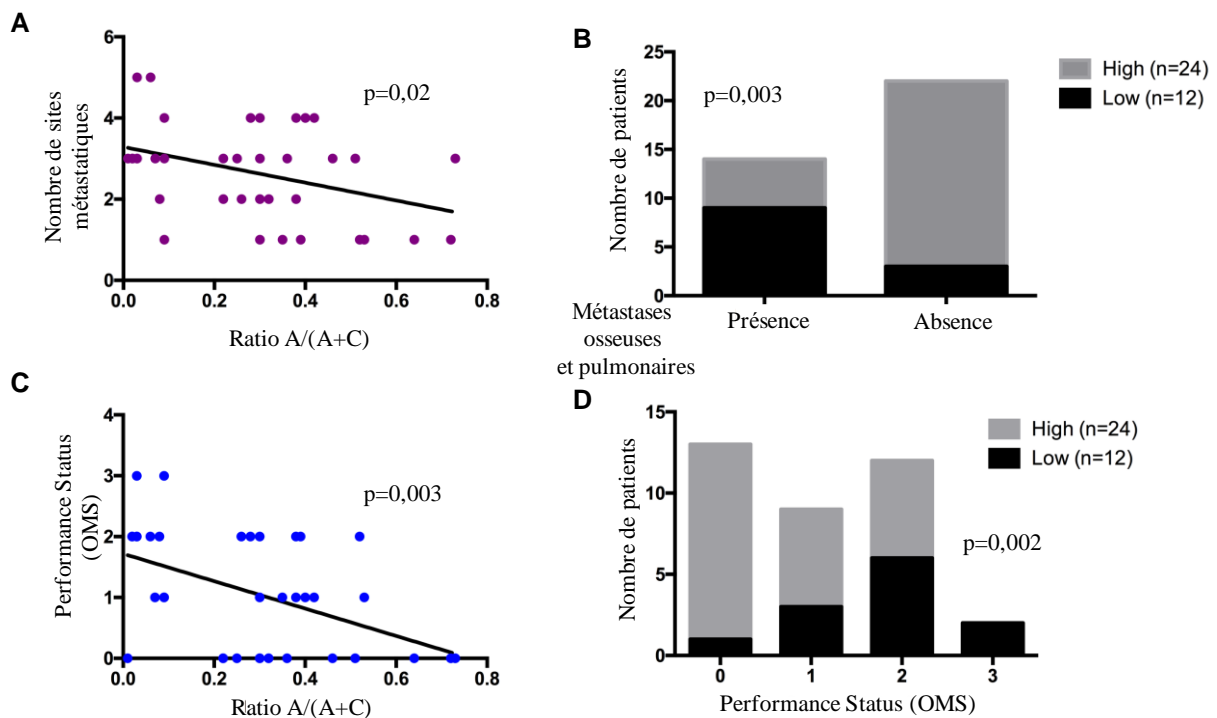 A
6
4
2
0
0.0
0.2
0.4
0.6
0.8
Nombre de sites
métastatiques
p=0,02
Ratio A/(A+C)
B
25
20
15
10
5
0
Nombre de patients
p=0,003
High (n=24)
Low (n=12)
Métastases
osseuses
et pulmonaires
Présence
Absence
C
4
3
2
1
0
0.0
0.2
0.4
0.6
0.8
Performance Status
(OMS)
p=0,003
Ratio A/(A+C)
D
15
10
5
0
Nombre de patients
High (n=24)
Low (n=12)
p=0,002
0
1
2
3
Performance Status (OMS)